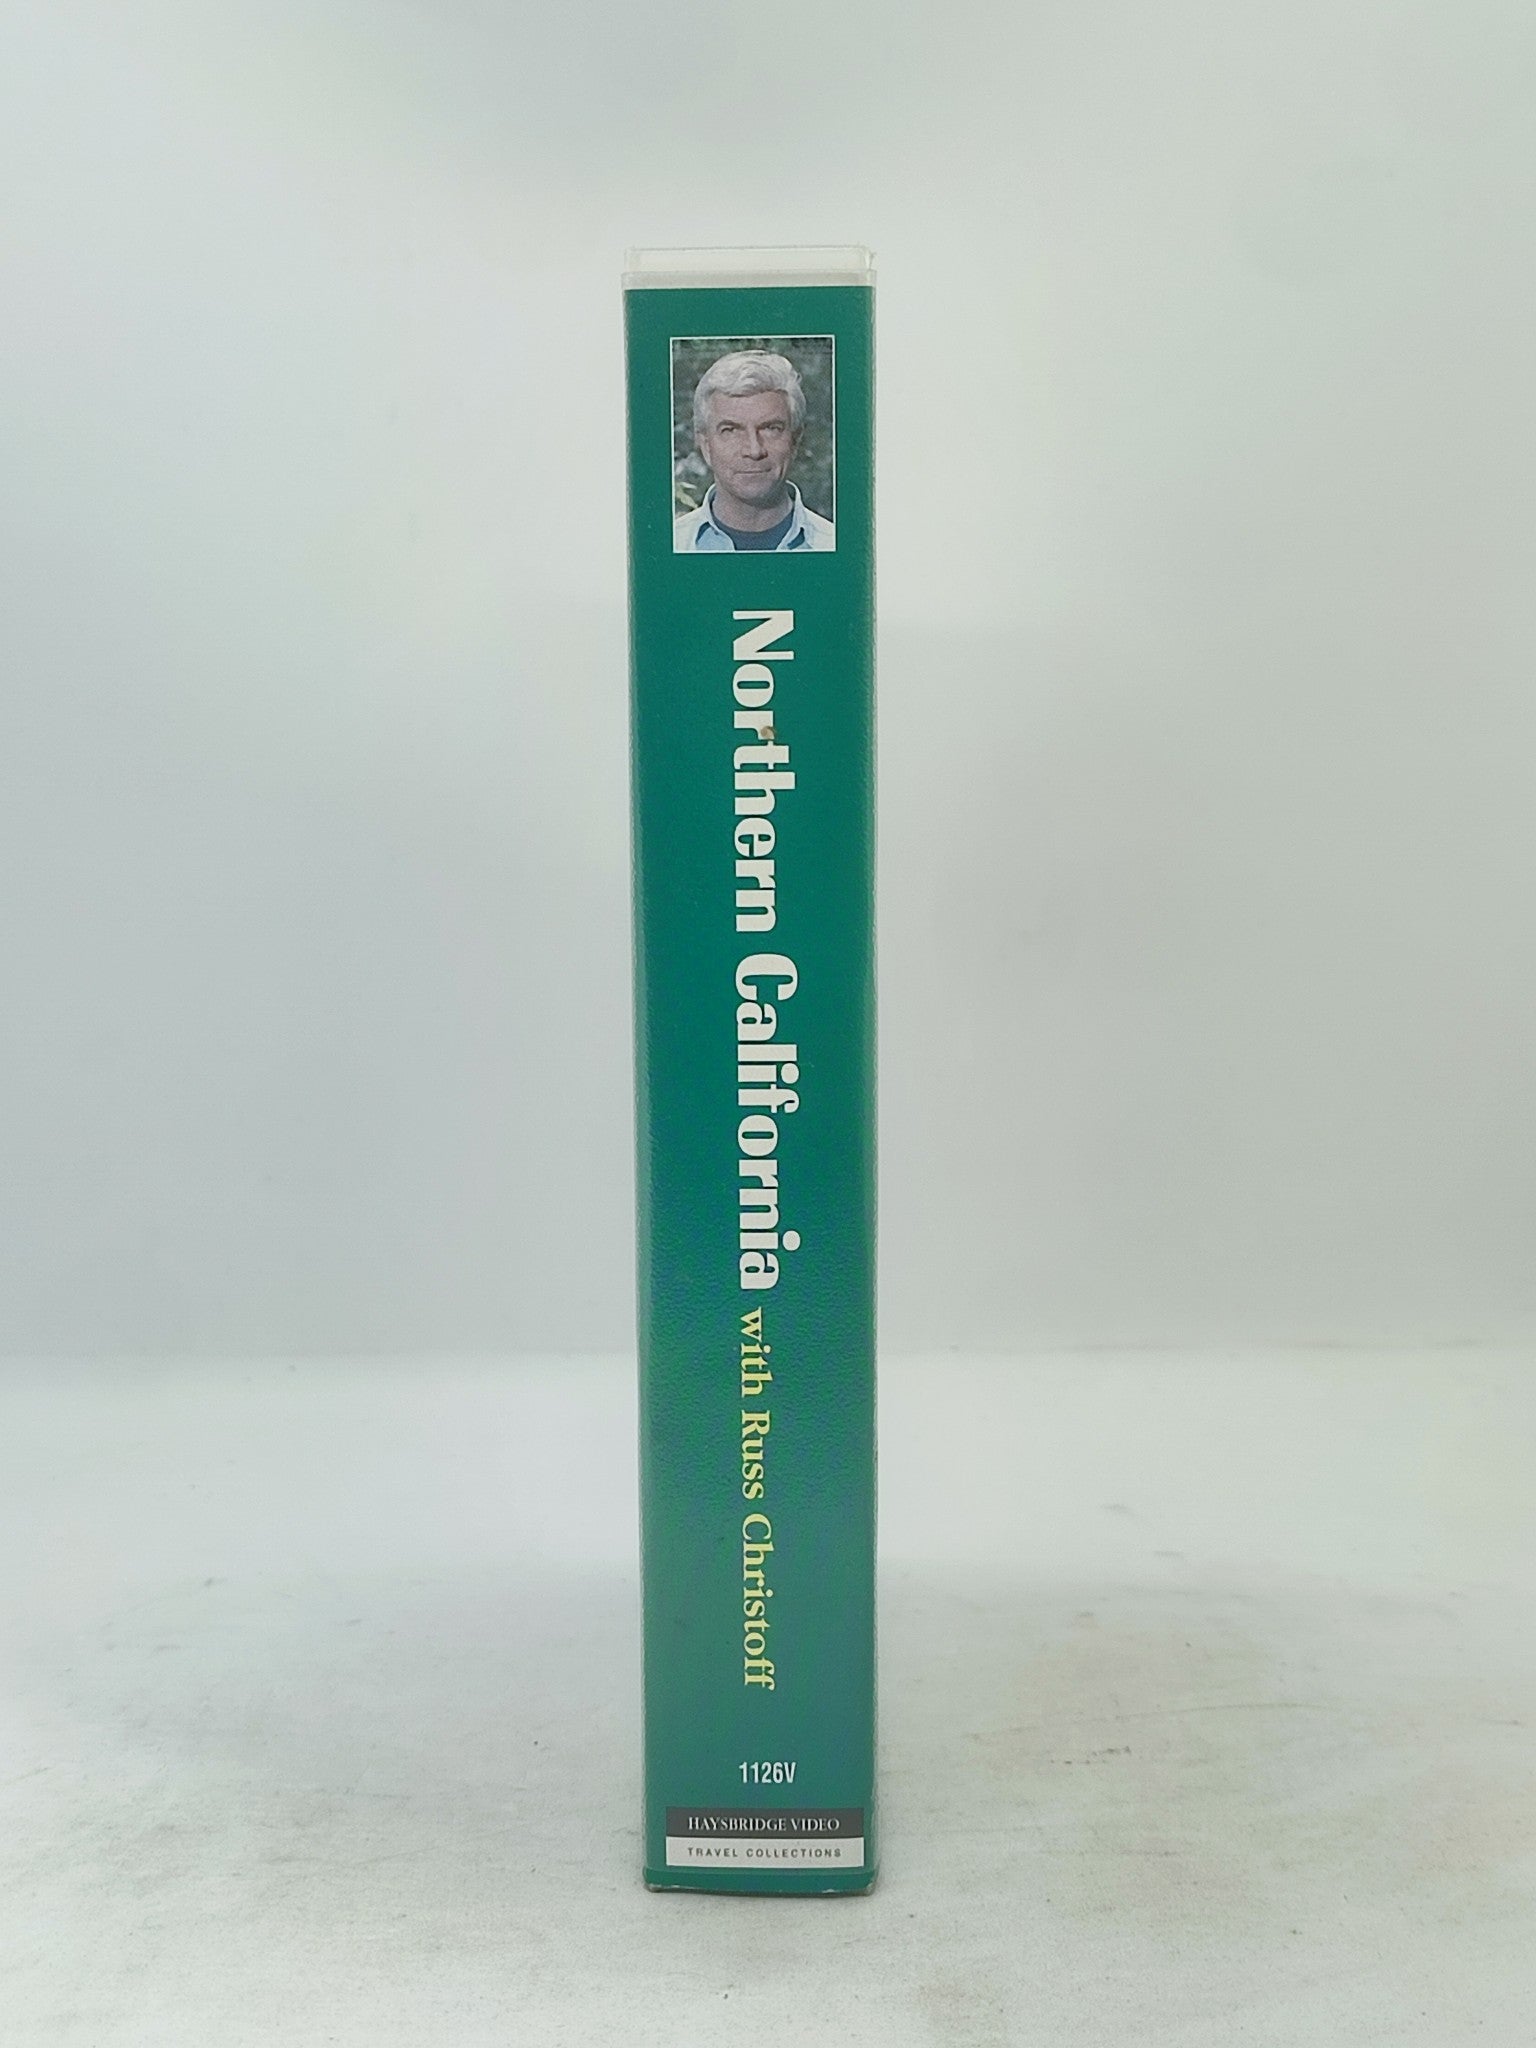 Northern California with Russ Christoff
1126V
HAYSBRIDGE VIDEO
TRAVEL COLLECTIONS